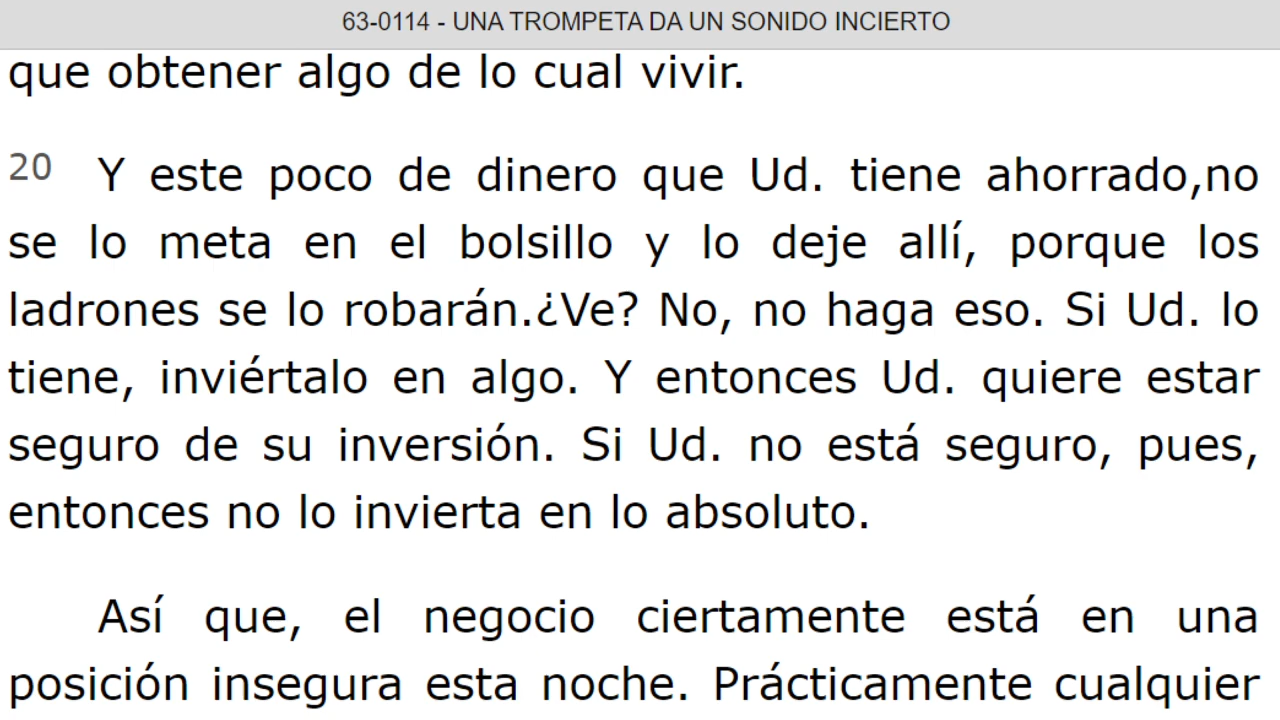 63-0114 - UNA TROMPETA DA UN SONIDO INCIERTO
que obtener algo de lo cual vivir.
20 Y este poco de dinero que Ud. tiene ahorrado,no
se lo meta en el bolsillo y lo deje allí, porque los
ladrones se lo robarán.¿Ve? No, no haga eso. Si Ud. lo
tiene, inviértalo en algo. Y entonces Ud. quiere estar
seguro de su inversión. Si Ud. no está seguro, pues,
entonces no lo invierta en lo absoluto.
Así que, el negocio ciertamente está en una
posición insegura esta noche. Prácticamente cualquier